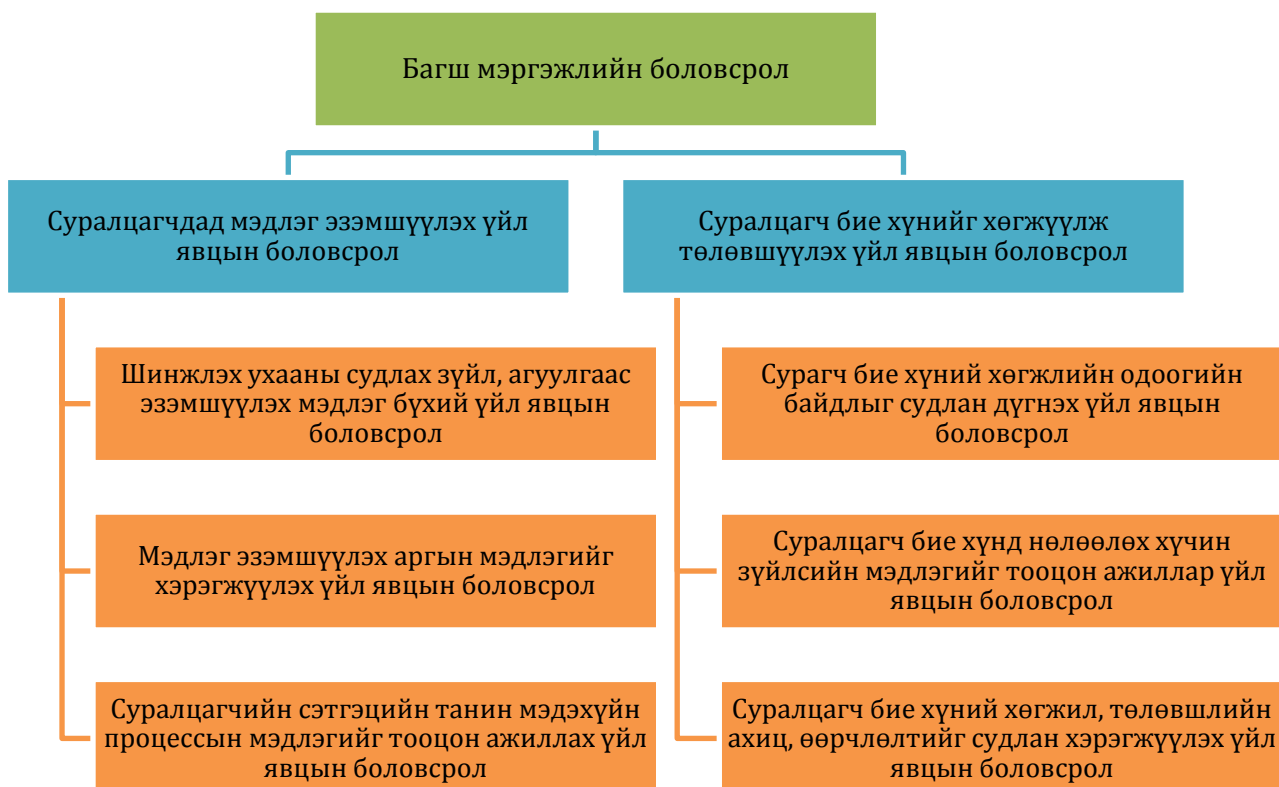 Багш мэргэжлийн боловсрол
Суралцагчдад мэдлэг эзэмшүүлэх үйл
явцын боловсрол
Суралцагч бие хүнийг хөгжүүлж
төлөвшүүлэх үйл явцын боловсрол
Шинжлэх ухааны судлах зүйл, агуулгаас
эзэмшүүлэх мэдлэг бүхий үйл явцын
боловсрол
Мэдлэг эзэмшүүлэх аргын мэдлэгийг
хэрэгжүүлэх үйл явцын боловсрол
Суралцагчийн сэтгэцийн танин мэдэхүйн
процессын мэдлэгийг тооцон ажиллах үйл
явцын боловсрол
Сурагч бие хүний хөгжлийн одоогийн
байдлыг судлан дүгнэх үйл явцын
боловсрол
Суралцагч бие хүнд нөлөөлөх хүчин
зүйлсийн мэдлэгийг тооцон ажиллар үйл
явцын боловсрол
Суралцагч бие хүний хөгжил, төлөвшлийн
ахиц, өөрчлөлтийг судлан хэрэгжүүлэх үйл
явцын боловсрол